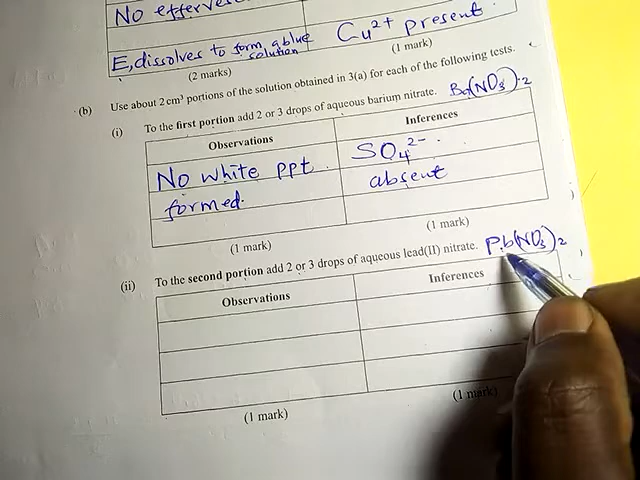 No efferves
E, dissolves to form a blue
solution
Cu²⁺ present
(2 marks)
(1 mark)
(b) Use about 2 cm³ portions of the solution obtained in 3(a) for each of the following tests.
(i) To the first portion add 2 or 3 drops of aqueous barium nitrate. Ba(NO₃)₂
Observations
Inferences
No white ppt
formed.
SO₄²⁻
absent
(1 mark)
(1 mark)
(ii) To the second portion add 2 or 3 drops of aqueous lead(II) nitrate. Pb(NO₃)₂
Observations
Inferences
(1 mark)
(1 mark)